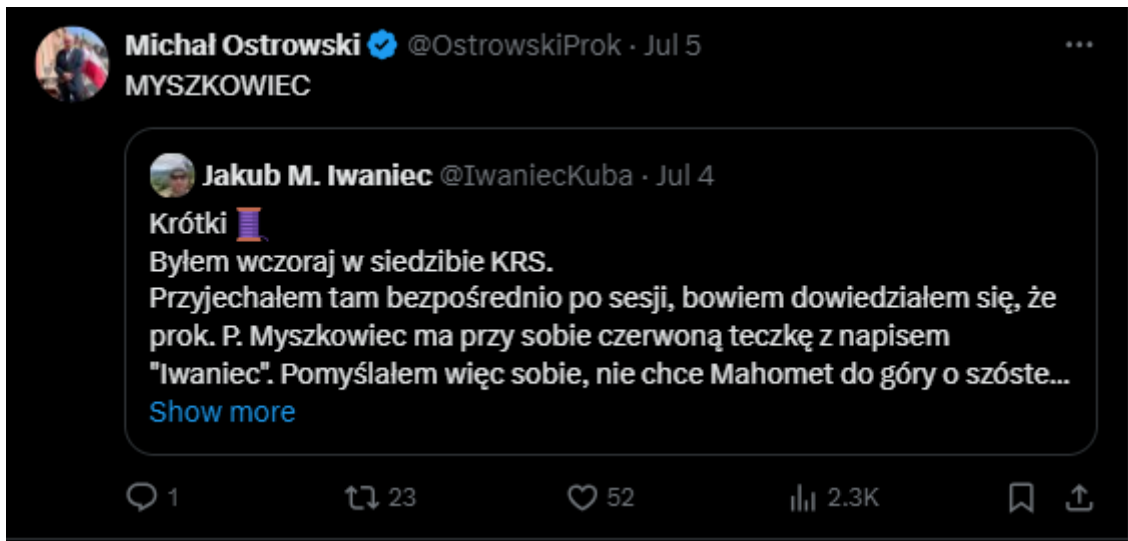 Michał Ostrowski @OstrowskiProk · Jul 5
MYSZKOWIEC
Jakub M. Iwaniec @IwaniecKuba · Jul 4
Krótki
Byłem wczoraj w siedzibie KRS.
Przyjechałem tam bezpośrednio po sesji, bowiem dowiedziałem się, że
prok. P. Myszkowiec ma przy sobie czerwoną teczkę z napisem
"Iwaniec". Pomyślałem więc sobie, nie chce Mahomet do góry o szóste...
Show more
1 23 52 2.3K